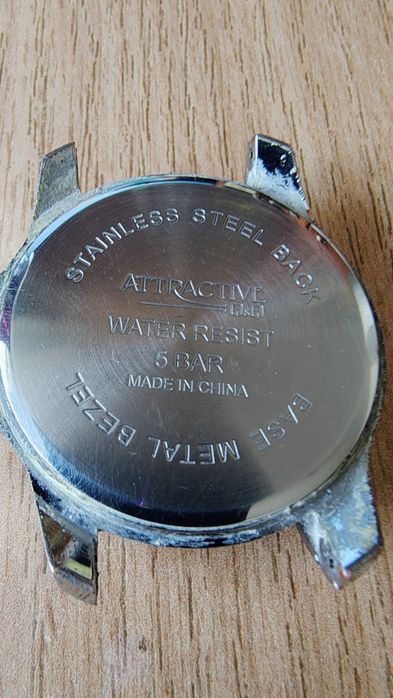 STAINLESS STEEL BACK
ATTRACTIVE
Q&Q
WATER RESIST
5 BAR
MADE IN CHINA
BASE METAL BEZEL